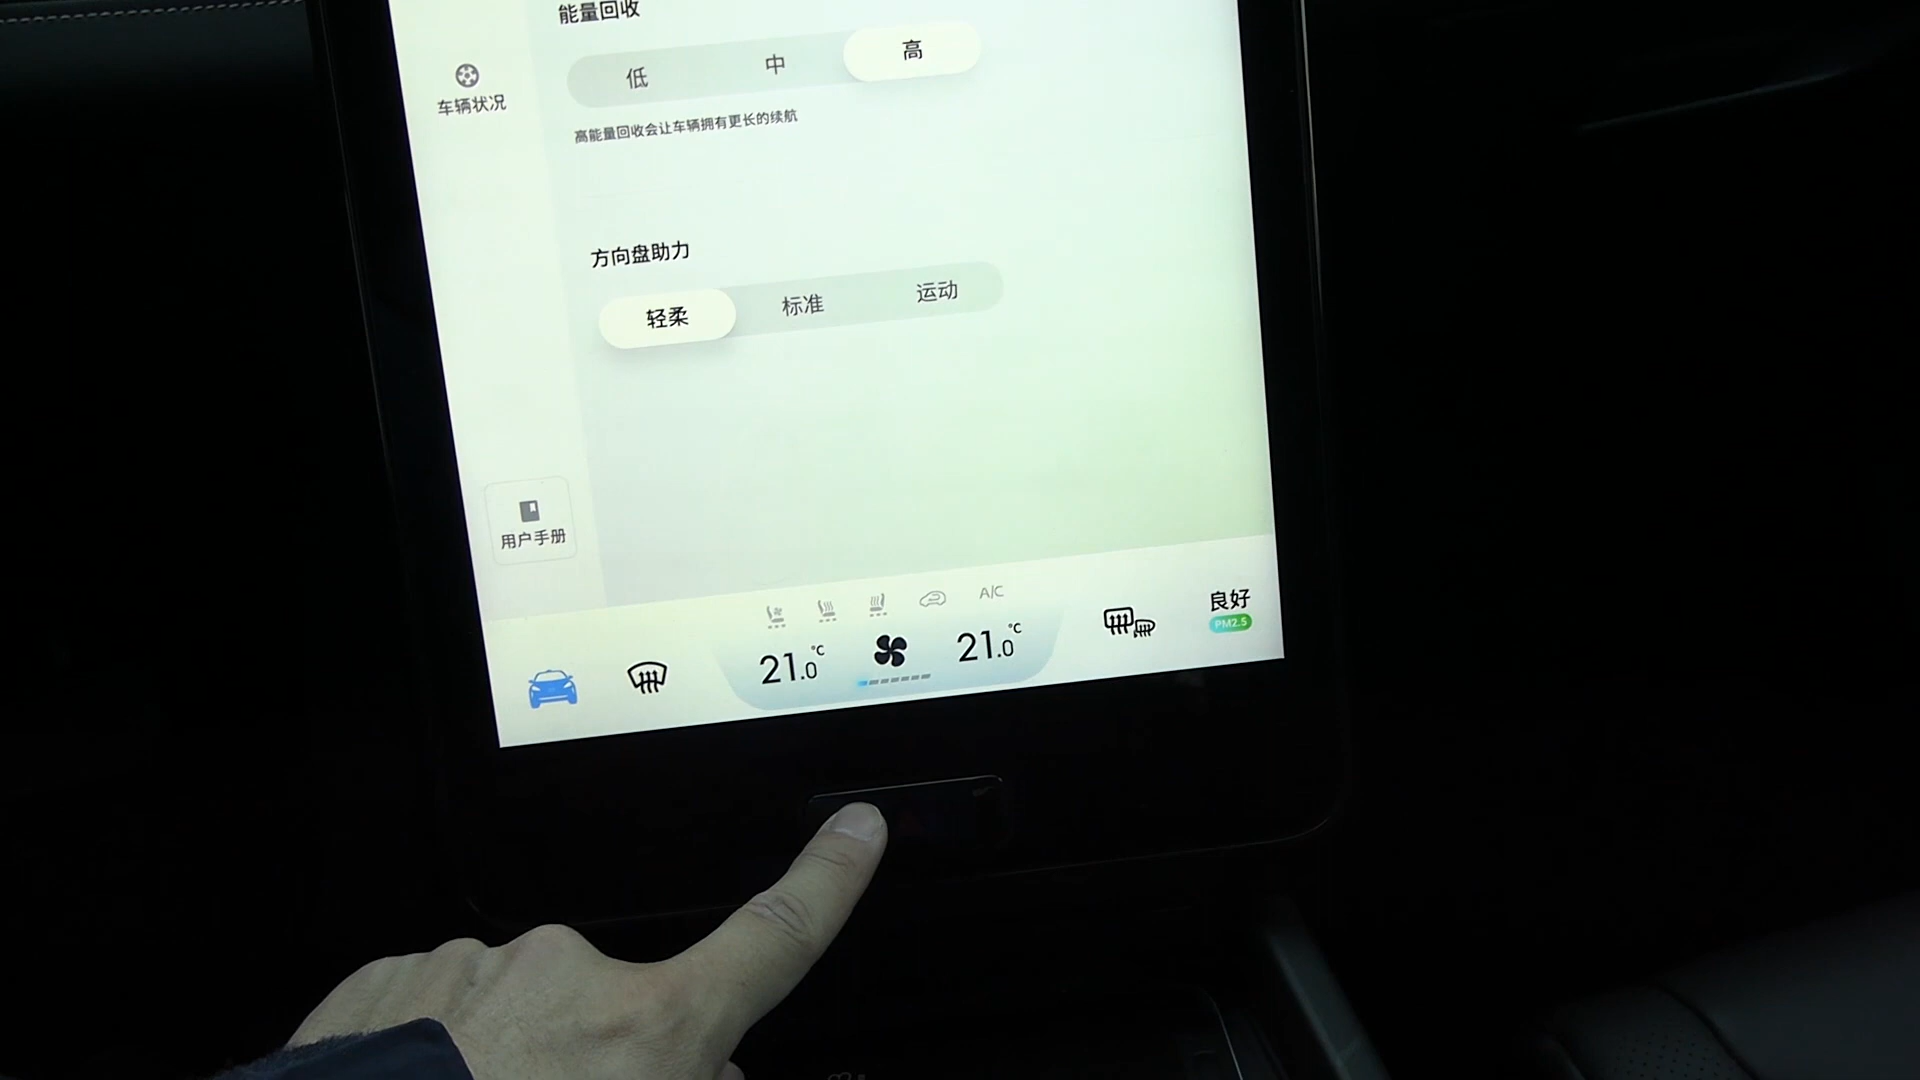 能量回收
低 中 高
高能量回收会让车辆拥有更长的续航
车辆状况
方向盘助力
轻柔 标准 运动
用户手册
A/C
21.0℃ 21.0℃
良好
PM2.5